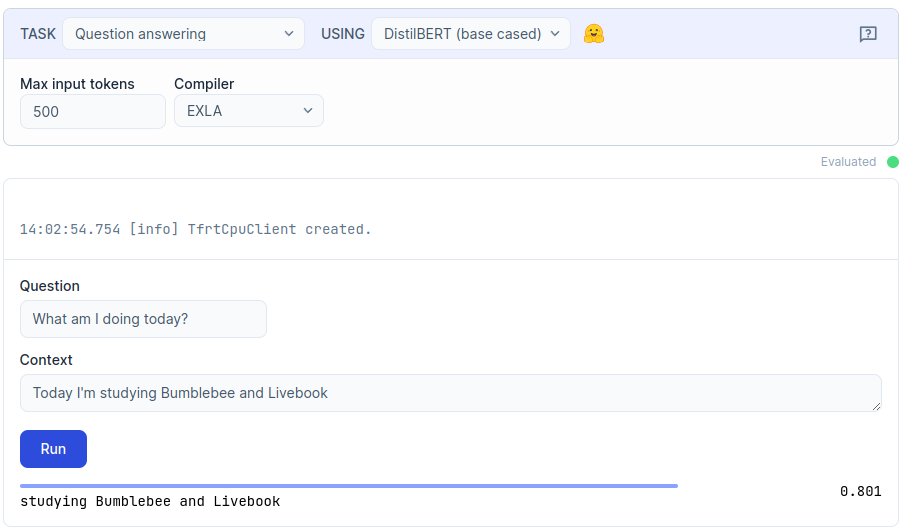 TASK Question answering USING DistilBERT (base cased)
Max input tokens Compiler
500 EXLA
Evaluated
14:02:54.754 [info] TfrtCpuClient created.
Question
What am I doing today?
Context
Today I'm studying Bumblebee and Livebook
Run
studying Bumblebee and Livebook 0.801